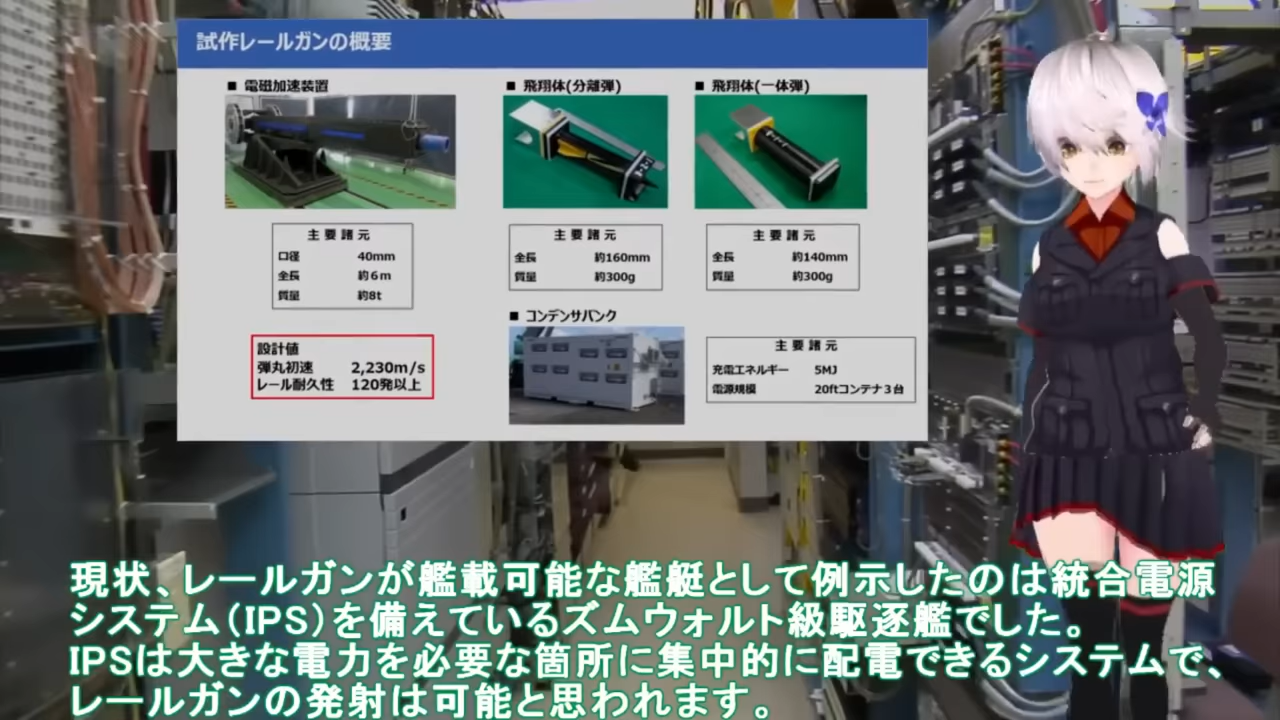 試作レールガンの概要
■ 電磁加速装置
■ 飛翔体(分離弾)
■ 飛翔体(一体弾)
主要諸元
口径 40mm
全長 約6m
質量 約8t
主要諸元
全長 約160mm
質量 約300g
主要諸元
全長 約140mm
質量 約300g
設計値
弾丸初速 2,230m/s
レール耐久性 120発以上
■ コンデンサバンク
主要諸元
充電エネルギー 5MJ
電源規模 20ftコンテナ3台
現状、レールガンが艦載可能な艦艇として例示したのは統合電源
システム(IPS)を備えているズムウォルト級駆逐艦でした。
IPSは大きな電力を必要な箇所に集中的に配電できるシステムで、
レールガンの発射は可能と思われます。